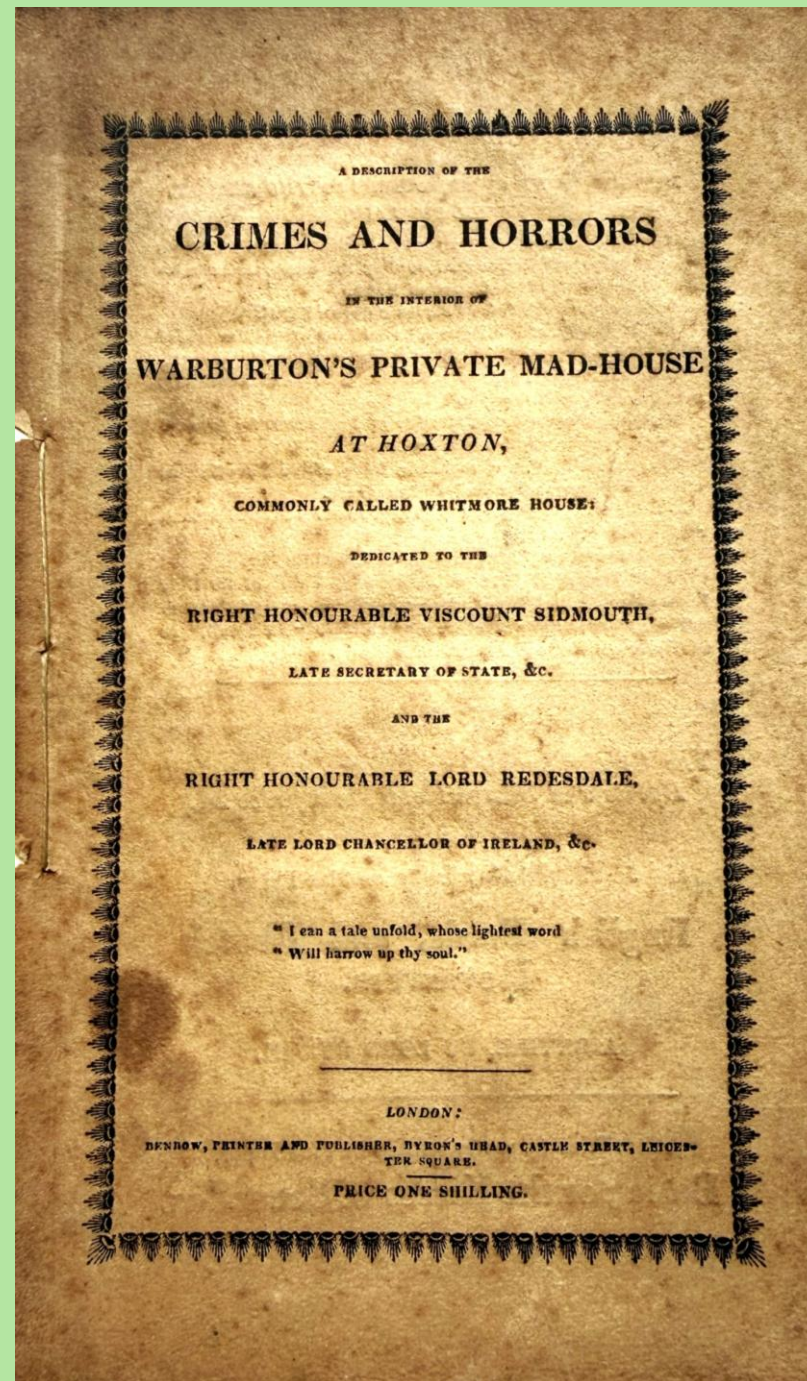 A DESCRIPTION OF THE
CRIMES AND HORRORS
IN THE INTERIOR OF
WARBURTON'S PRIVATE MAD-HOUSE
AT HOXTON,
COMMONLY CALLED WHITMORE HOUSE:
DEDICATED TO THE
RIGHT HONOURABLE VISCOUNT SIDMOUTH,
LATE SECRETARY OF STATE, &C.
AND THE
RIGHT HONOURABLE LORD REDESDALE,
LATE LORD CHANCELLOR OF IRELAND, &c.
" I can a tale unfold, whose lightest word
" Will harrow up thy soul."
LONDON:
BENBOW, PRINTER AND PUBLISHER, BYRON'S HEAD, CASTLE STREET, LEICES-
TER SQUARE.
PRICE ONE SHILLING.